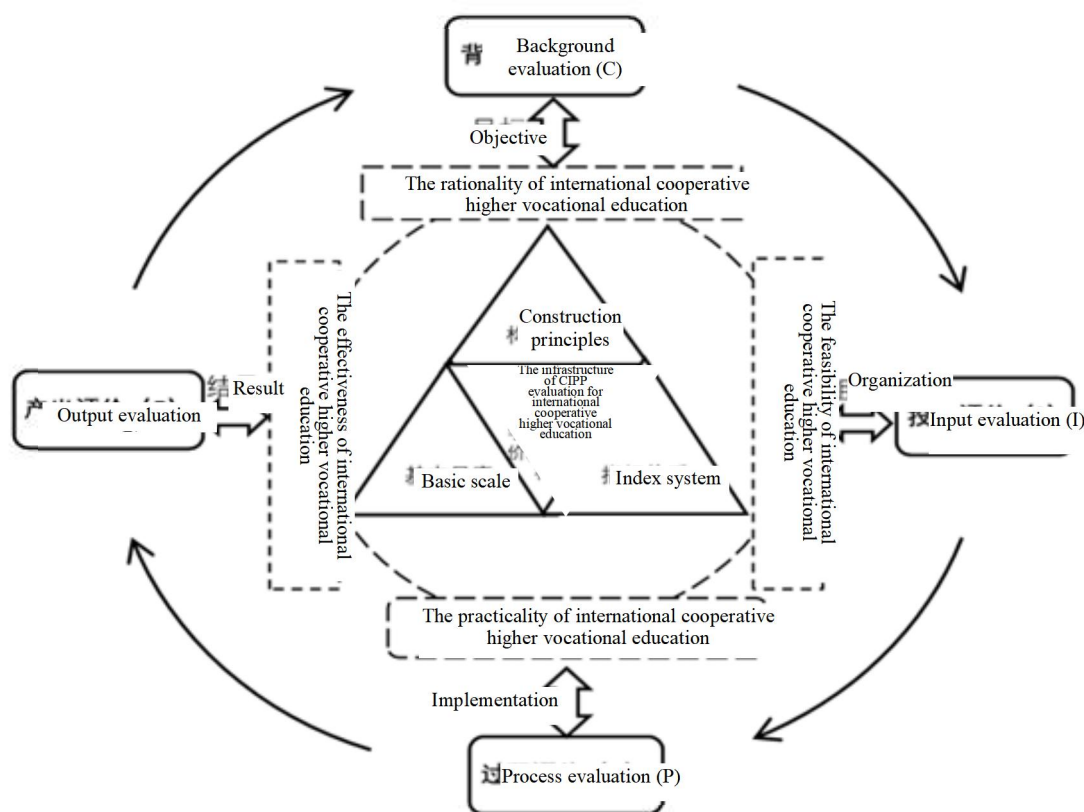 背
Background
evaluation (C)
Objective
The rationality of international cooperative
higher vocational education
The effectiveness of international
cooperative higher vocational
education
Construction
principles
The infrastructure
of CIPP
evaluation for
international
cooperative
higher vocational
education
价
Basic scale
Index system
The feasibility of international
cooperative higher vocational
education
结
Result
Output evaluation
Organization
Input evaluation (I)
The practicality of international cooperative
higher vocational education
Implementation
过
Process evaluation (P)